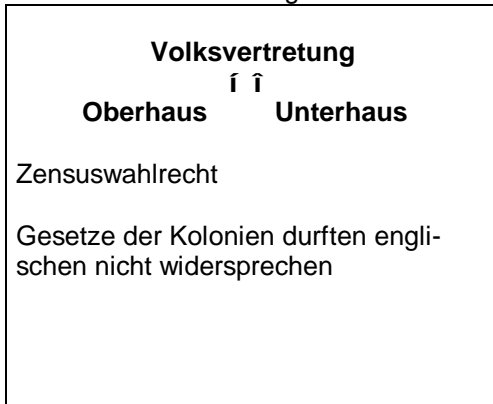 Volksvertretung
í î
Oberhaus Unterhaus
Zensuswahlrecht
Gesetze der Kolonien durften engli-
schen nicht widersprechen